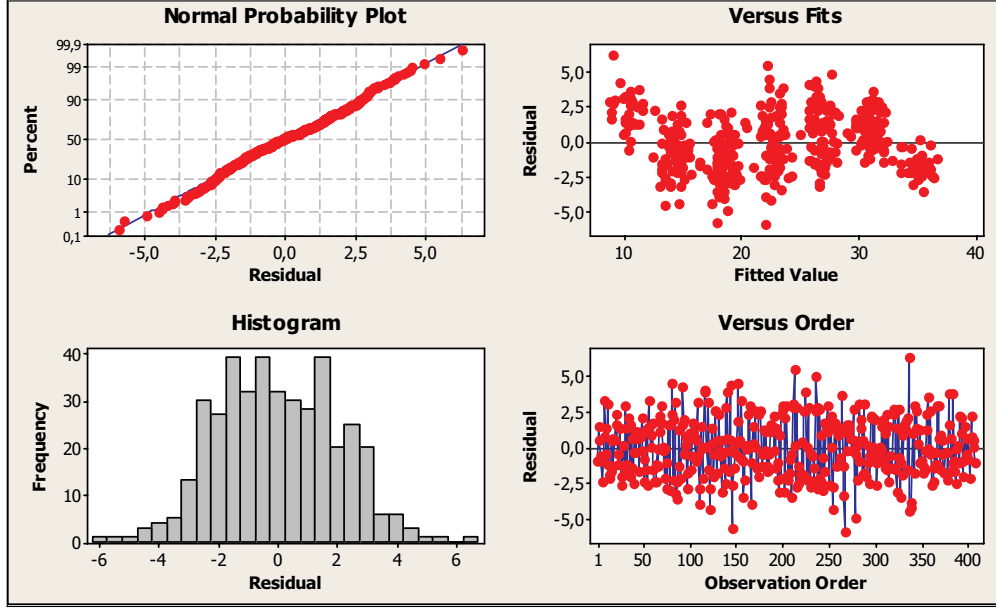 Normal Probability Plot
99,9
99
90
50
10
1
0,1
Percent
-5,0 -2,5 0,0 2,5 5,0
Residual
Versus Fits
5,0
2,5
0,0
-2,5
-5,0
Residual
10 20 30 40
Fitted Value
Histogram
40
30
20
10
0
Frequency
-6 -4 -2 0 2 4 6
Residual
Versus Order
5,0
2,5
0,0
-2,5
-5,0
Residual
1 50 100 150 200 250 300 350 400
Observation Order